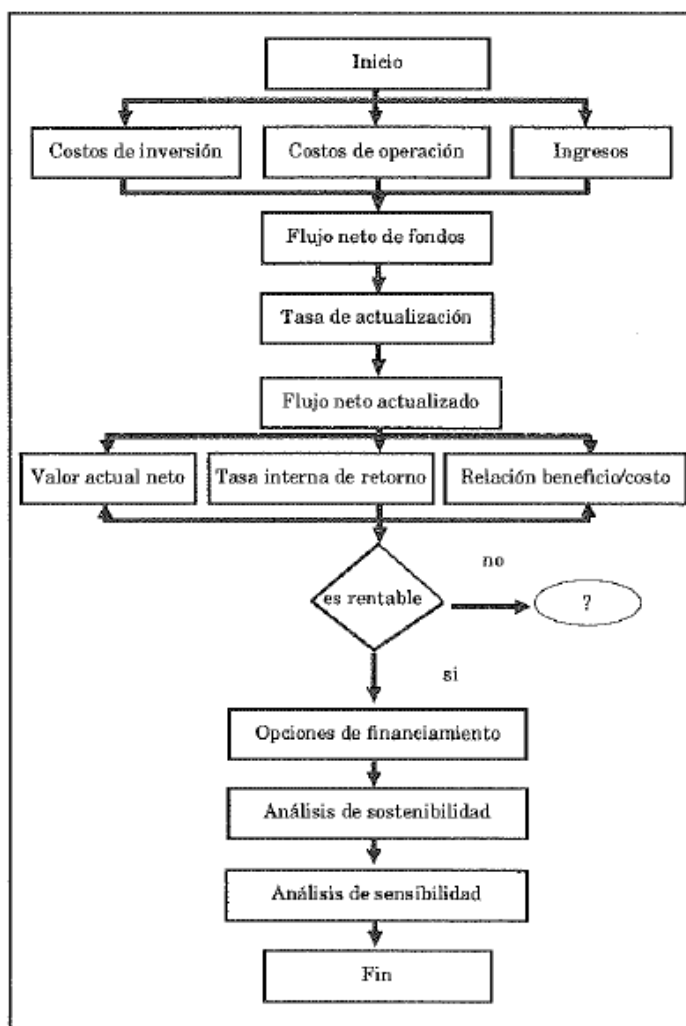 Inicio
Costos de inversión
Costos de operación
Ingresos
Flujo neto de fondos
Tasa de actualización
Flujo neto actualizado
Valor actual neto
Tasa interna de retorno
Relación beneficio/costo
es rentable
no
?
si
Opciones de financiamiento
Análisis de sostenibilidad
Análisis de sensibilidad
Fin